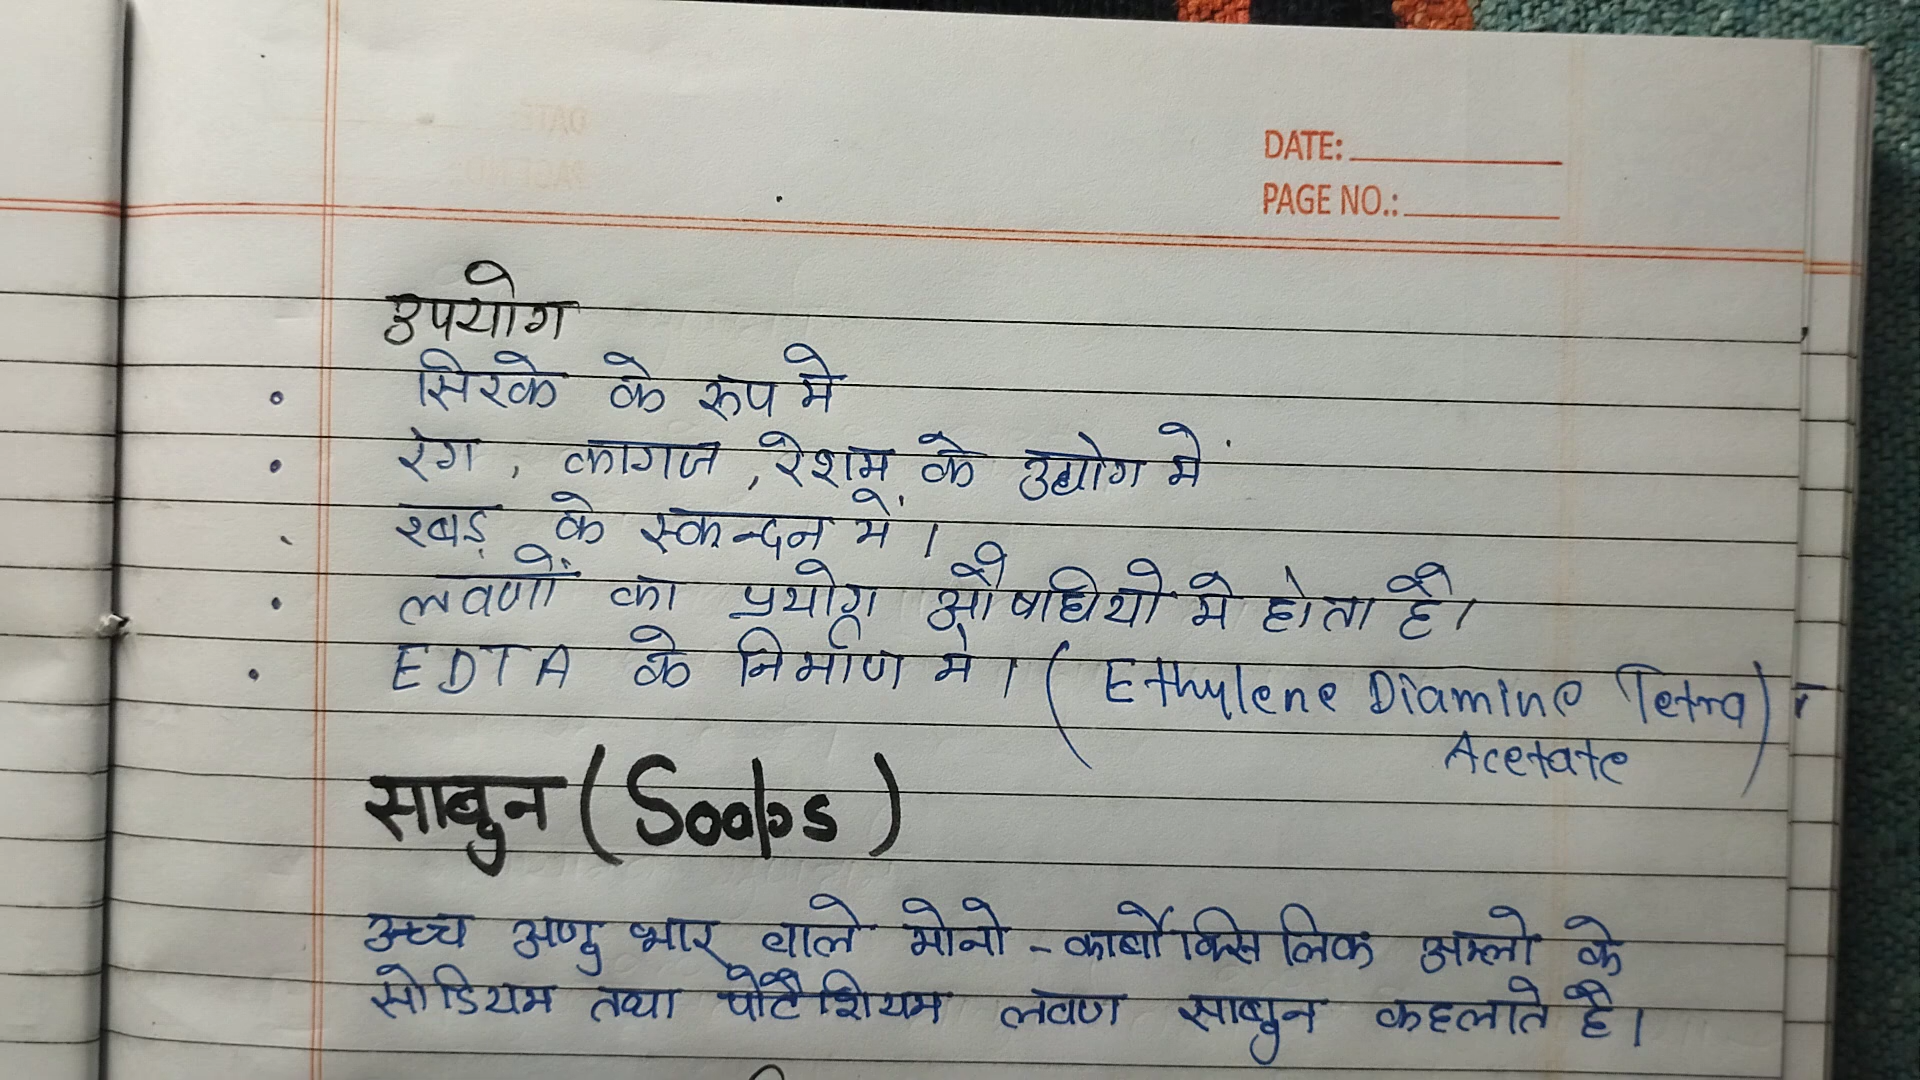 DATE:
PAGE NO.:
उपयोग
• सिरके के रूप मे
• रंग, कागज, रेशम के उद्योग में
• रबड़ के स्कन्दन में।
• लवणों का प्रयोग औषधियो मे होता है।
• EDTA के निर्माण मे। (Ethylene Diamine Tetra)
Acetate
साबुन (Soaps)
उच्च अणु भार वाले मोनो-कार्बोक्सिलिक अम्लो के
सोडियम तथा पोटैशियम लवण साबुन कहलाते है।